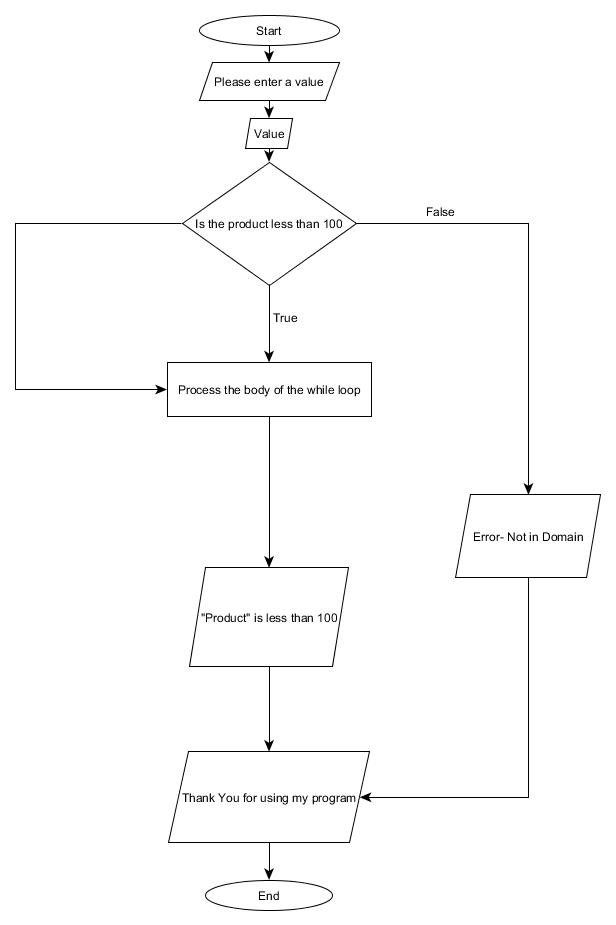 Start
Please enter a value
Value
Is the product less than 100
False
True
Process the body of the while loop
Error- Not in Domain
"Product" is less than 100
Thank You for using my program
End